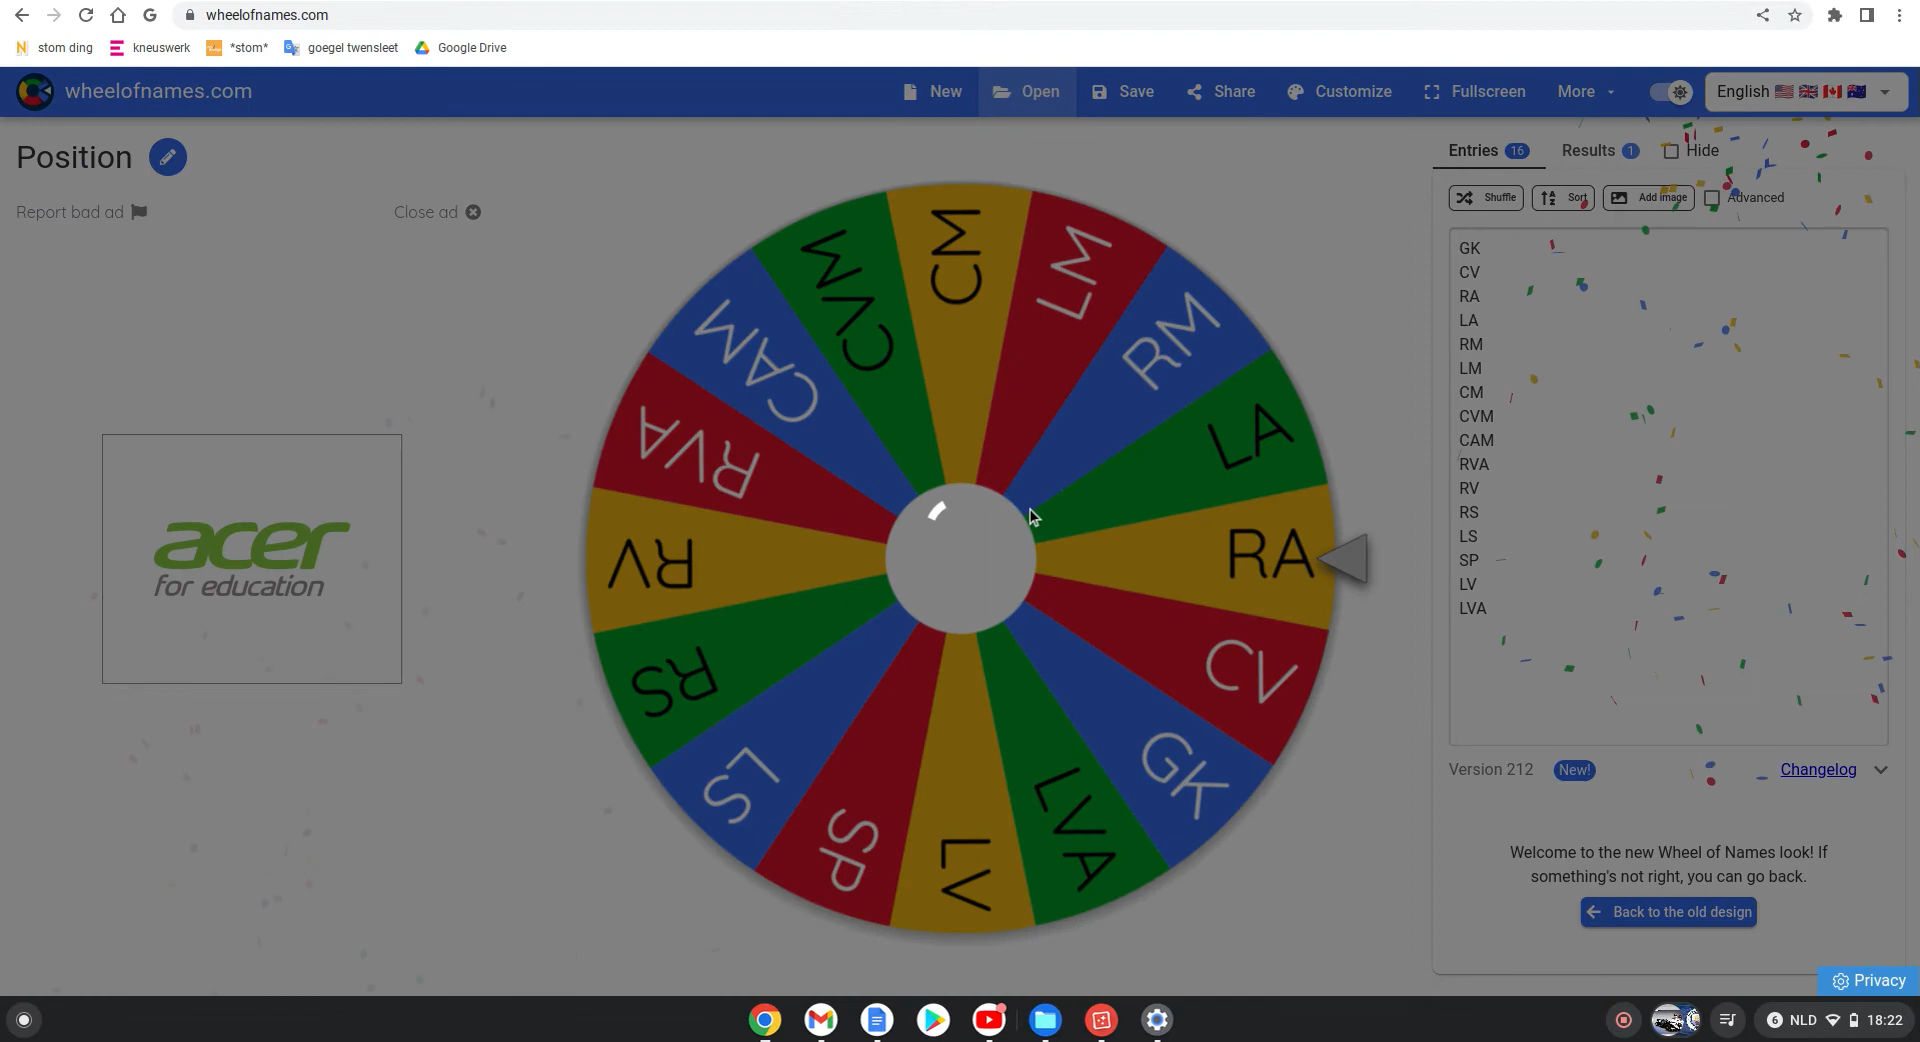 wheelofnames.com
stom ding
kneuswerk
*stom*
goegel twensleet
Google Drive
wheelofnames.com
New
Open
Save
Share
Customize
Fullscreen
More
English
Position
Report bad ad
Close ad
acer
for education
CM
LM
RM
LA
RA
CV
GK
LVA
LV
SP
LS
RS
RV
RVA
CAM
CVM
Entries 16
Results 1
Hide
Shuffle
Sort
Add image
Advanced
GK
CV
RA
LA
RM
LM
CM
CVM
CAM
RVA
RV
RS
LS
SP
LV
LVA
Version 212
New!
Changelog
Welcome to the new Wheel of Names look! If
something's not right, you can go back.
Back to the old design
Privacy
6 NLD 18:22